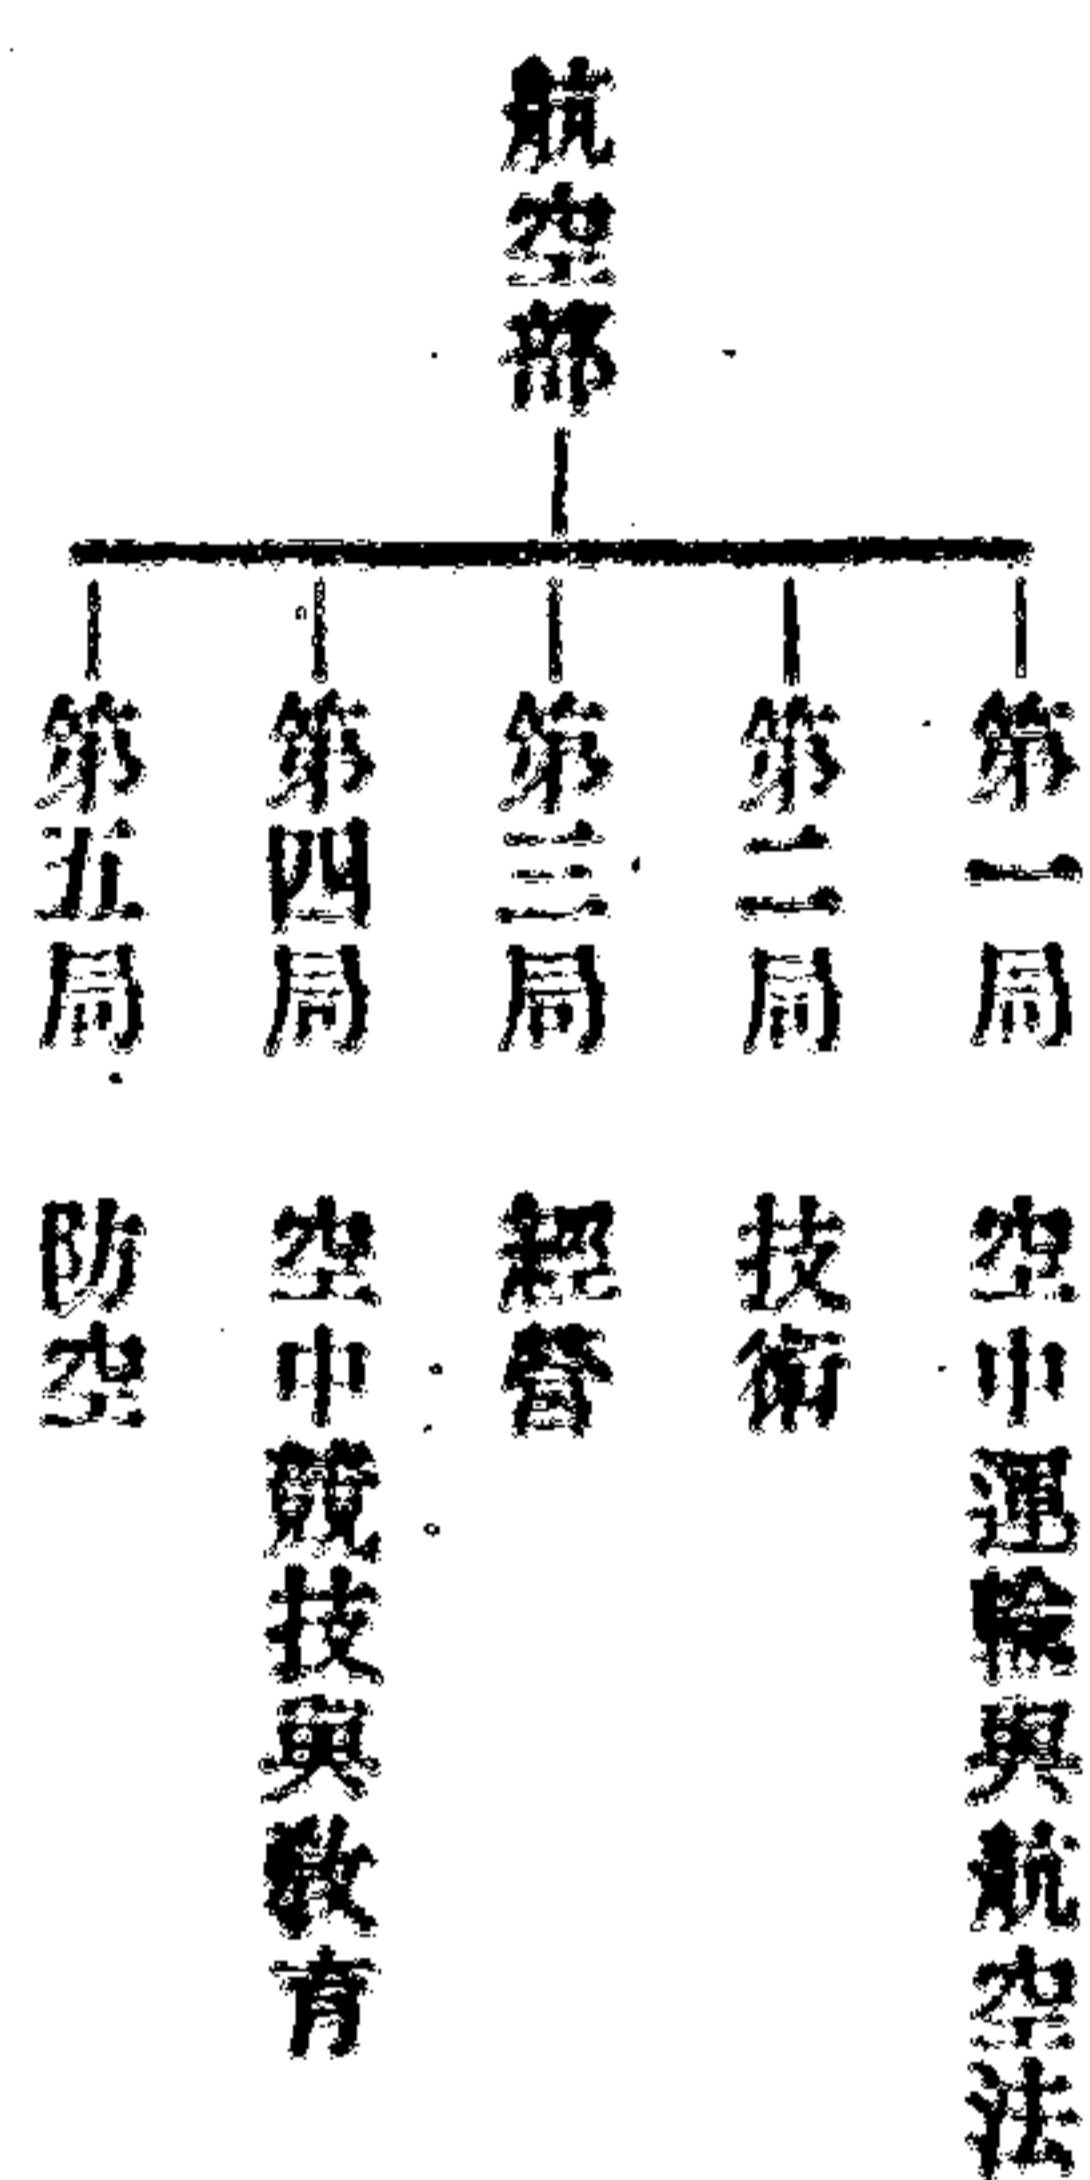 航空部
第一局　空中運輸與航空法
第二局　技術
第三局　經營
第四局　空中競技與教育
第五局　防空